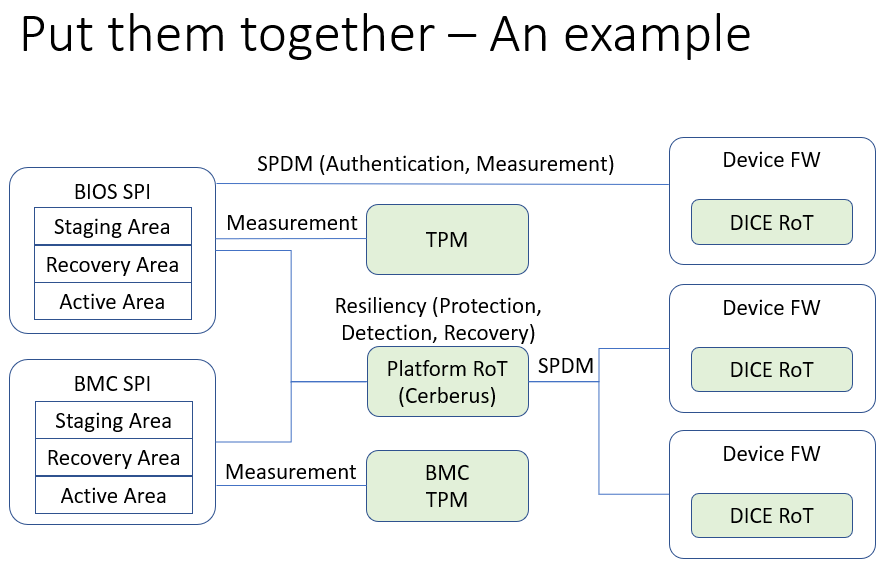 Put them together – An example
SPDM (Authentication, Measurement)
BIOS SPI
Staging Area
Recovery Area
Active Area
Measurement
TPM
Device FW
DICE RoT
Resiliency (Protection,
Detection, Recovery)
Platform RoT
(Cerberus)
SPDM
Device FW
DICE RoT
BMC SPI
Staging Area
Recovery Area
Active Area
Measurement
BMC
TPM
Device FW
DICE RoT